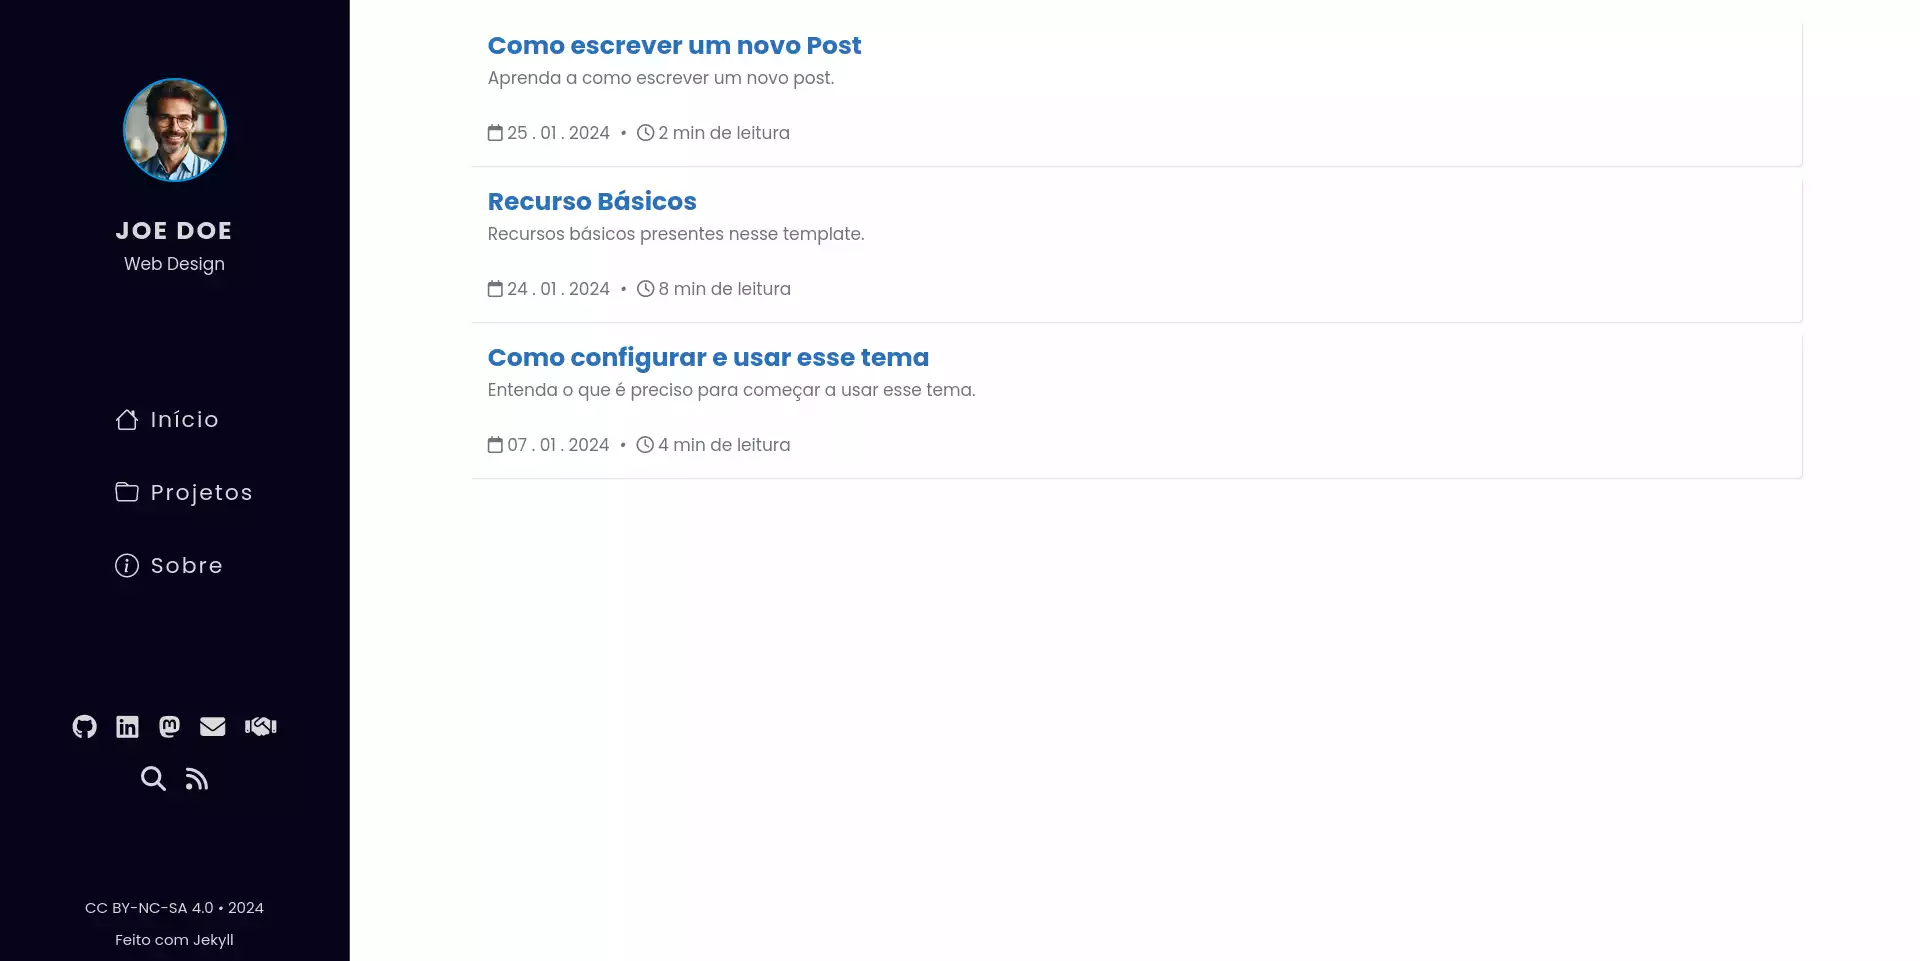 JOE DOE
Web Design
Início
Projetos
Sobre
CC BY-NC-SA 4.0 • 2024
Feito com Jekyll
Como escrever um novo Post
Aprenda a como escrever um novo post.
25 . 01 . 2024 • 2 min de leitura
Recurso Básicos
Recursos básicos presentes nesse template.
24 . 01 . 2024 • 8 min de leitura
Como configurar e usar esse tema
Entenda o que é preciso para começar a usar esse tema.
07 . 01 . 2024 • 4 min de leitura